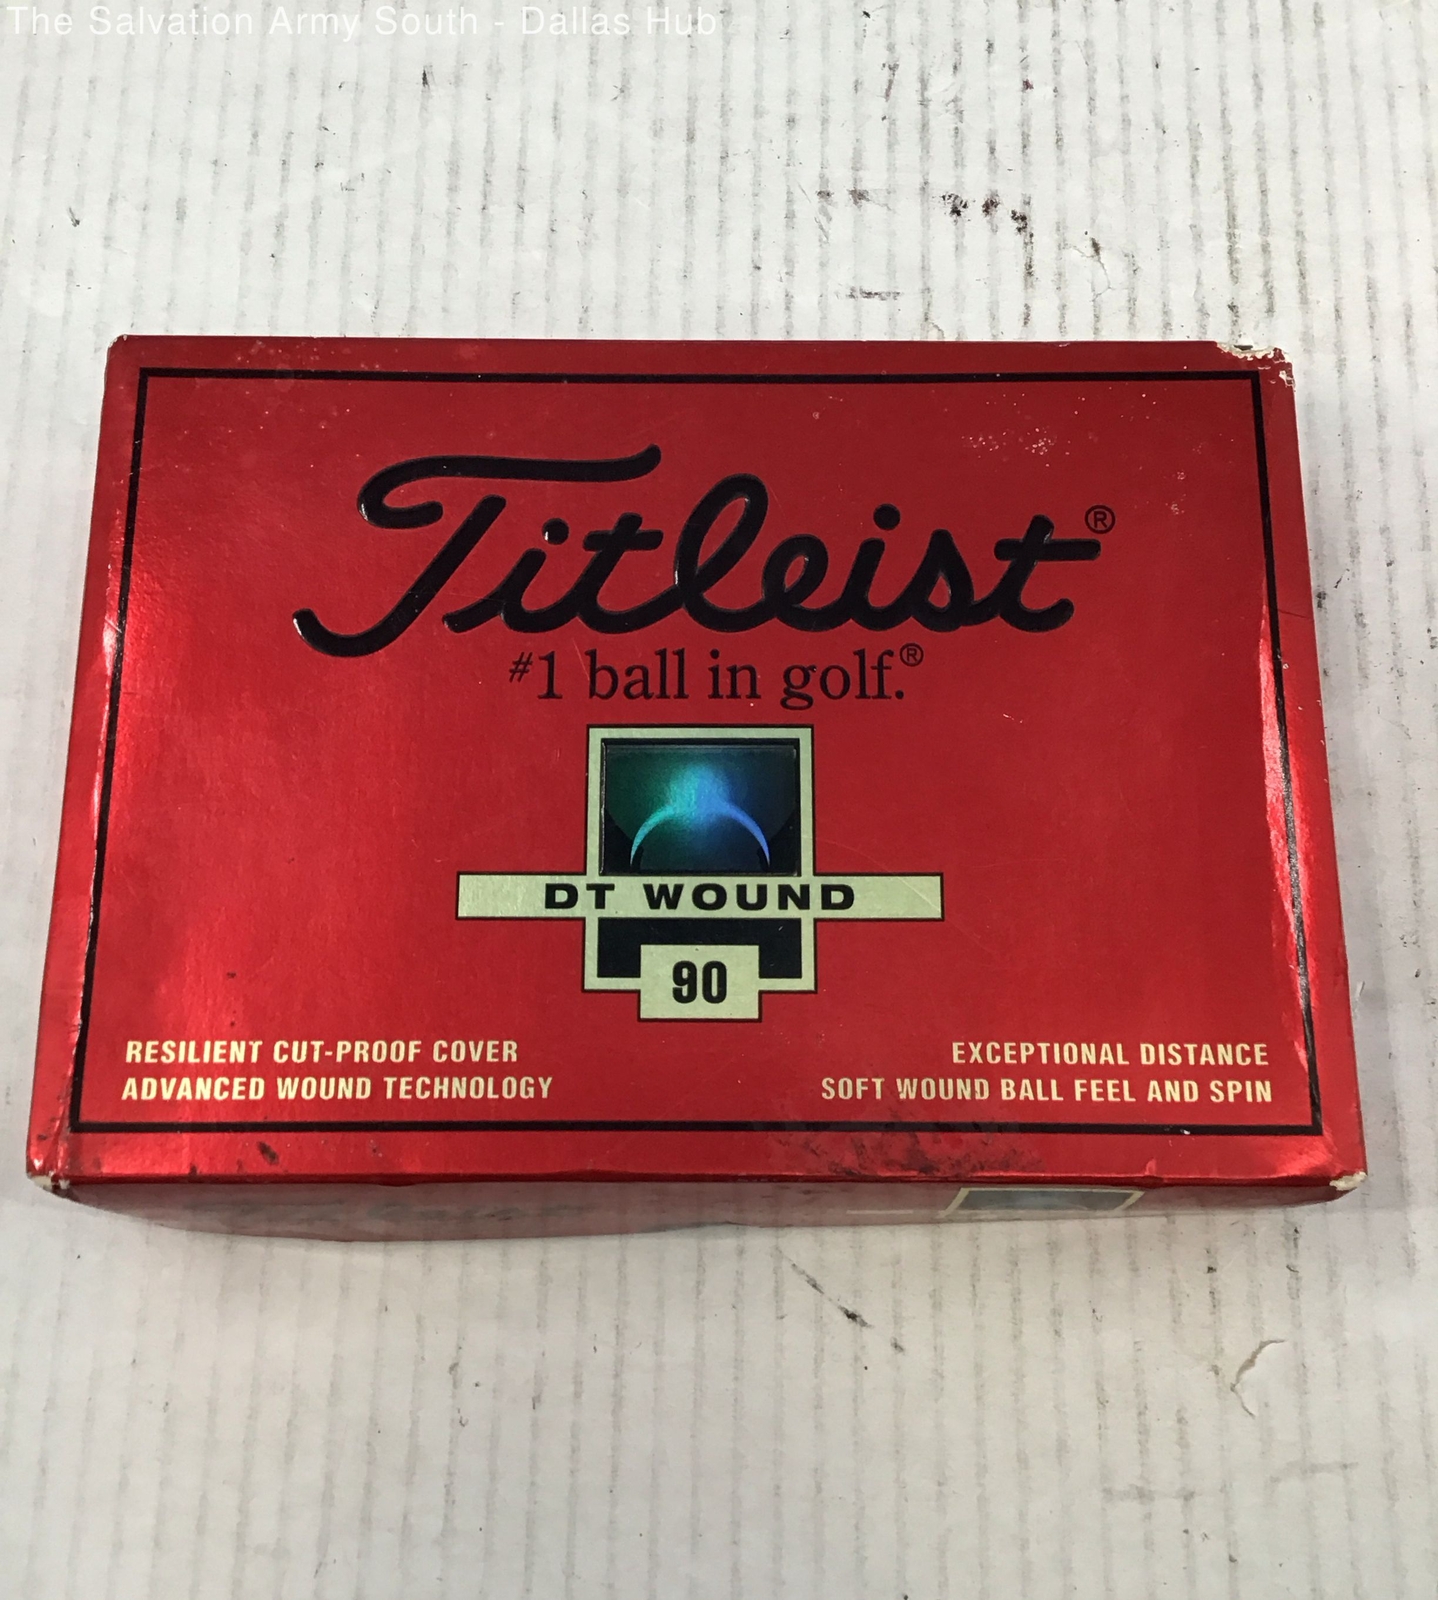 The Salvation Army South - Dallas Hub
Titleist®
#1 ball in golf.®
DT WOUND
90
RESILIENT CUT-PROOF COVER
ADVANCED WOUND TECHNOLOGY
EXCEPTIONAL DISTANCE
SOFT WOUND BALL FEEL AND SPIN